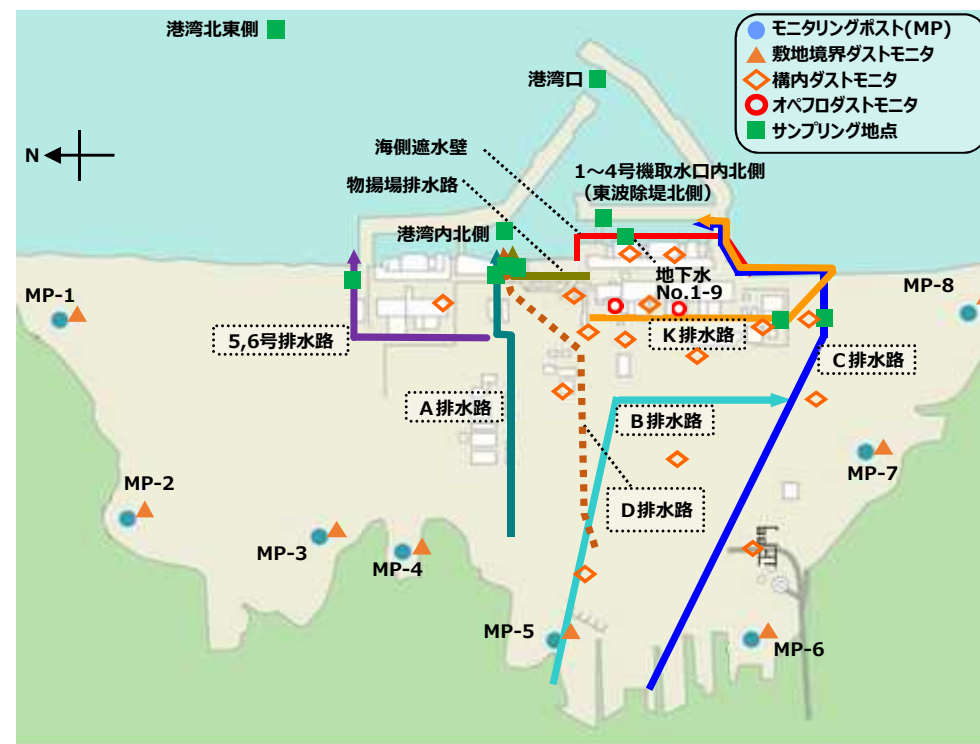 港湾北東側
モニタリングポスト(MP)
敷地境界ダストモニタ
構内ダストモニタ
オペフロダストモニタ
サンプリング地点
港湾口
N
海側遮水壁
1～4号機取水口内北側
（東波除堤北側）
物揚場排水路
港湾内北側
地下水
No.1-9
MP-1
MP-8
5,6号排水路
K排水路
C排水路
A排水路
B排水路
MP-7
MP-2
D排水路
MP-3
MP-4
正門
MP-5
MP-6